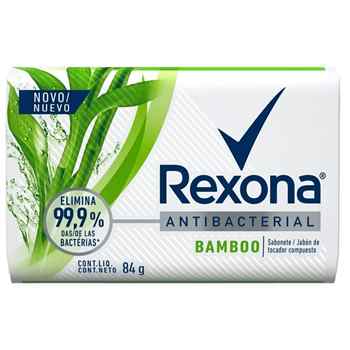 NOVO/
NUEVO
Rexona®
ANTIBACTERIAL
BAMBOO
Sabonete / Jabón de
tocador compuesto
ELIMINA
99,9%
DAS/DE LAS
BACTÉRIAS*
CONT.LIQ.
CONT.NETO 84 g